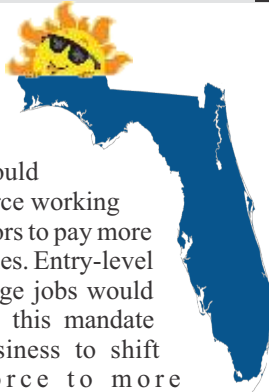 ould
rce working
ors to pay more
es. Entry-level
ge jobs would
this mandate
siness to shift
orce to more